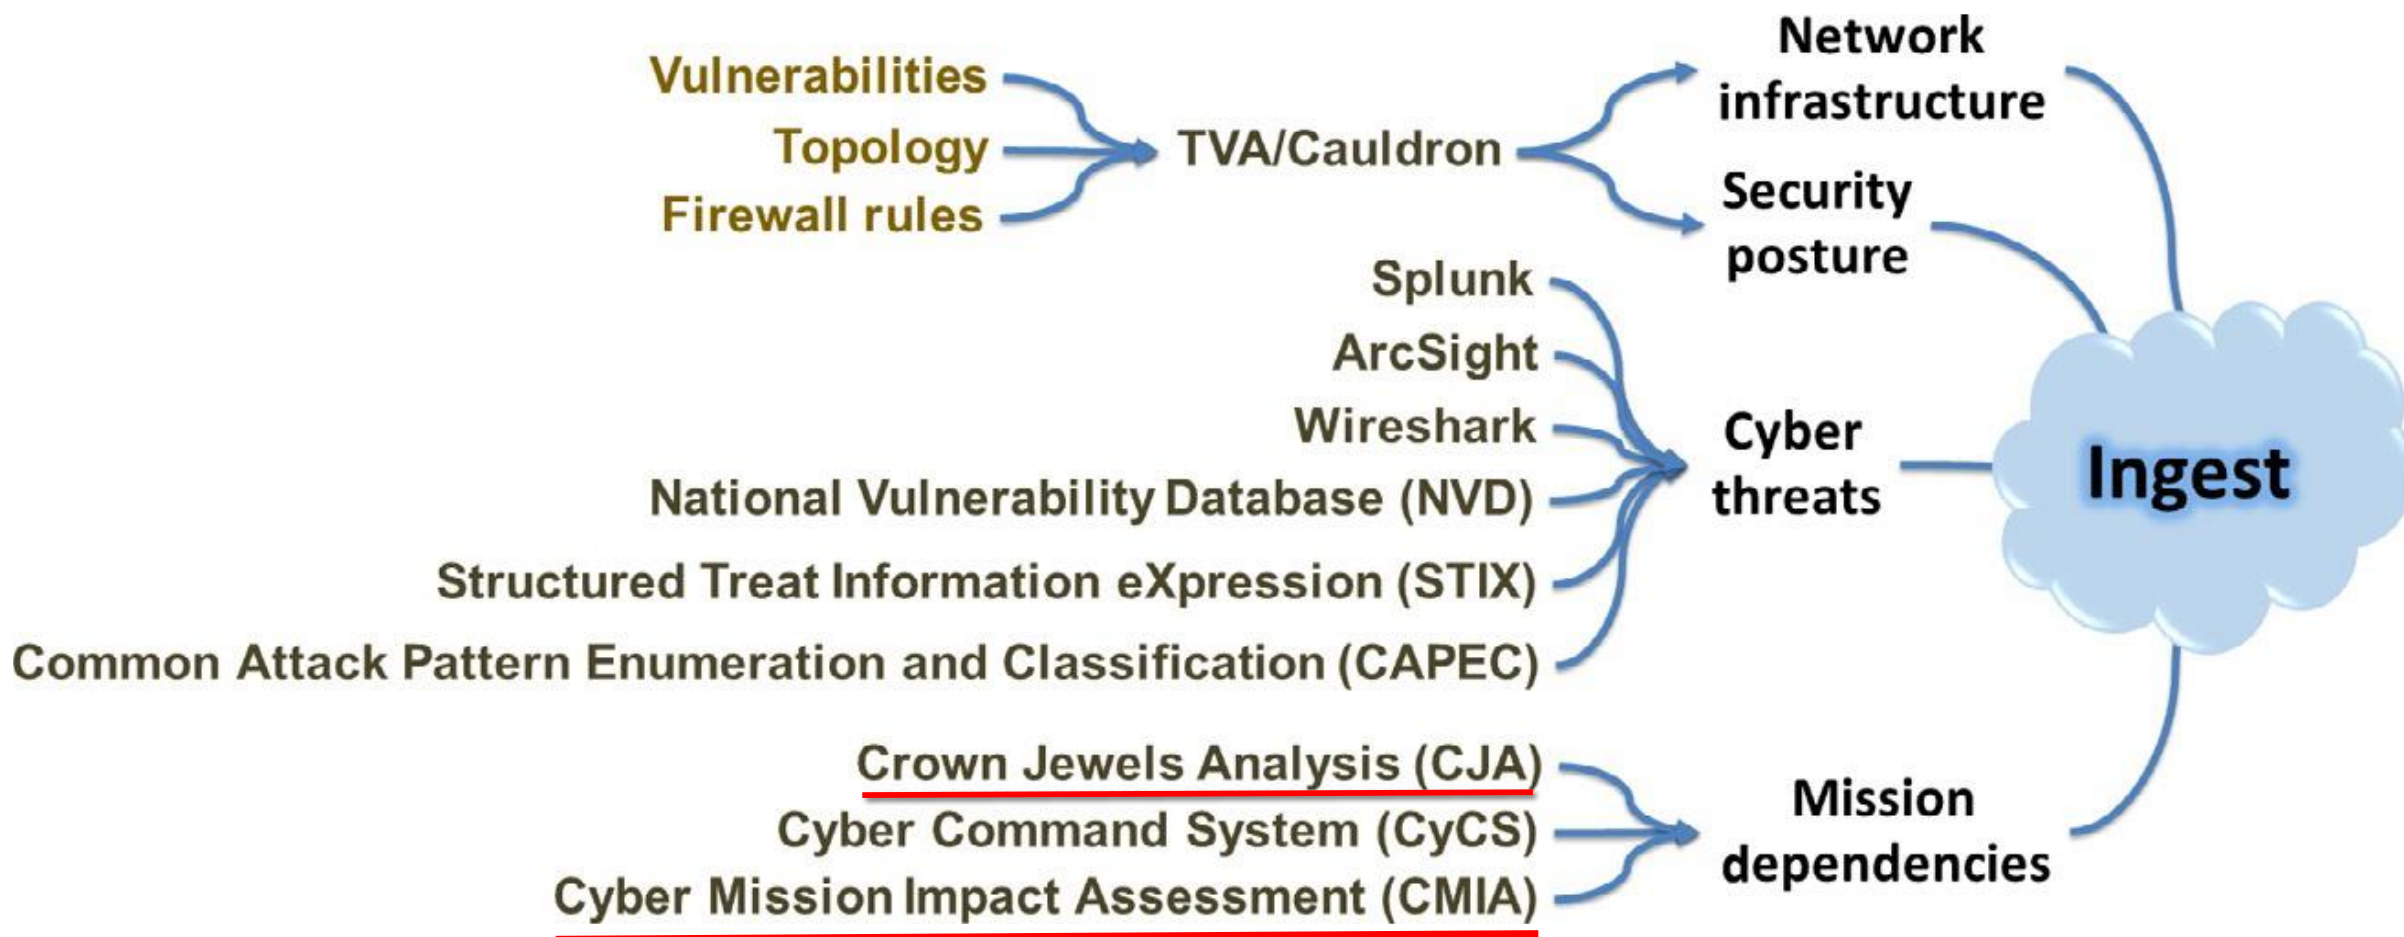 Vulnerabilities
Topology
Firewall rules
TVA/Cauldron
Network
infrastructure
Security
posture
Splunk
ArcSight
Wireshark
National Vulnerability Database (NVD)
Structured Treat Information eXpression (STIX)
Common Attack Pattern Enumeration and Classification (CAPEC)
Cyber
threats
Crown Jewels Analysis (CJA)
Cyber Command System (CyCS)
Cyber Mission Impact Assessment (CMIA)
Mission
dependencies
Ingest